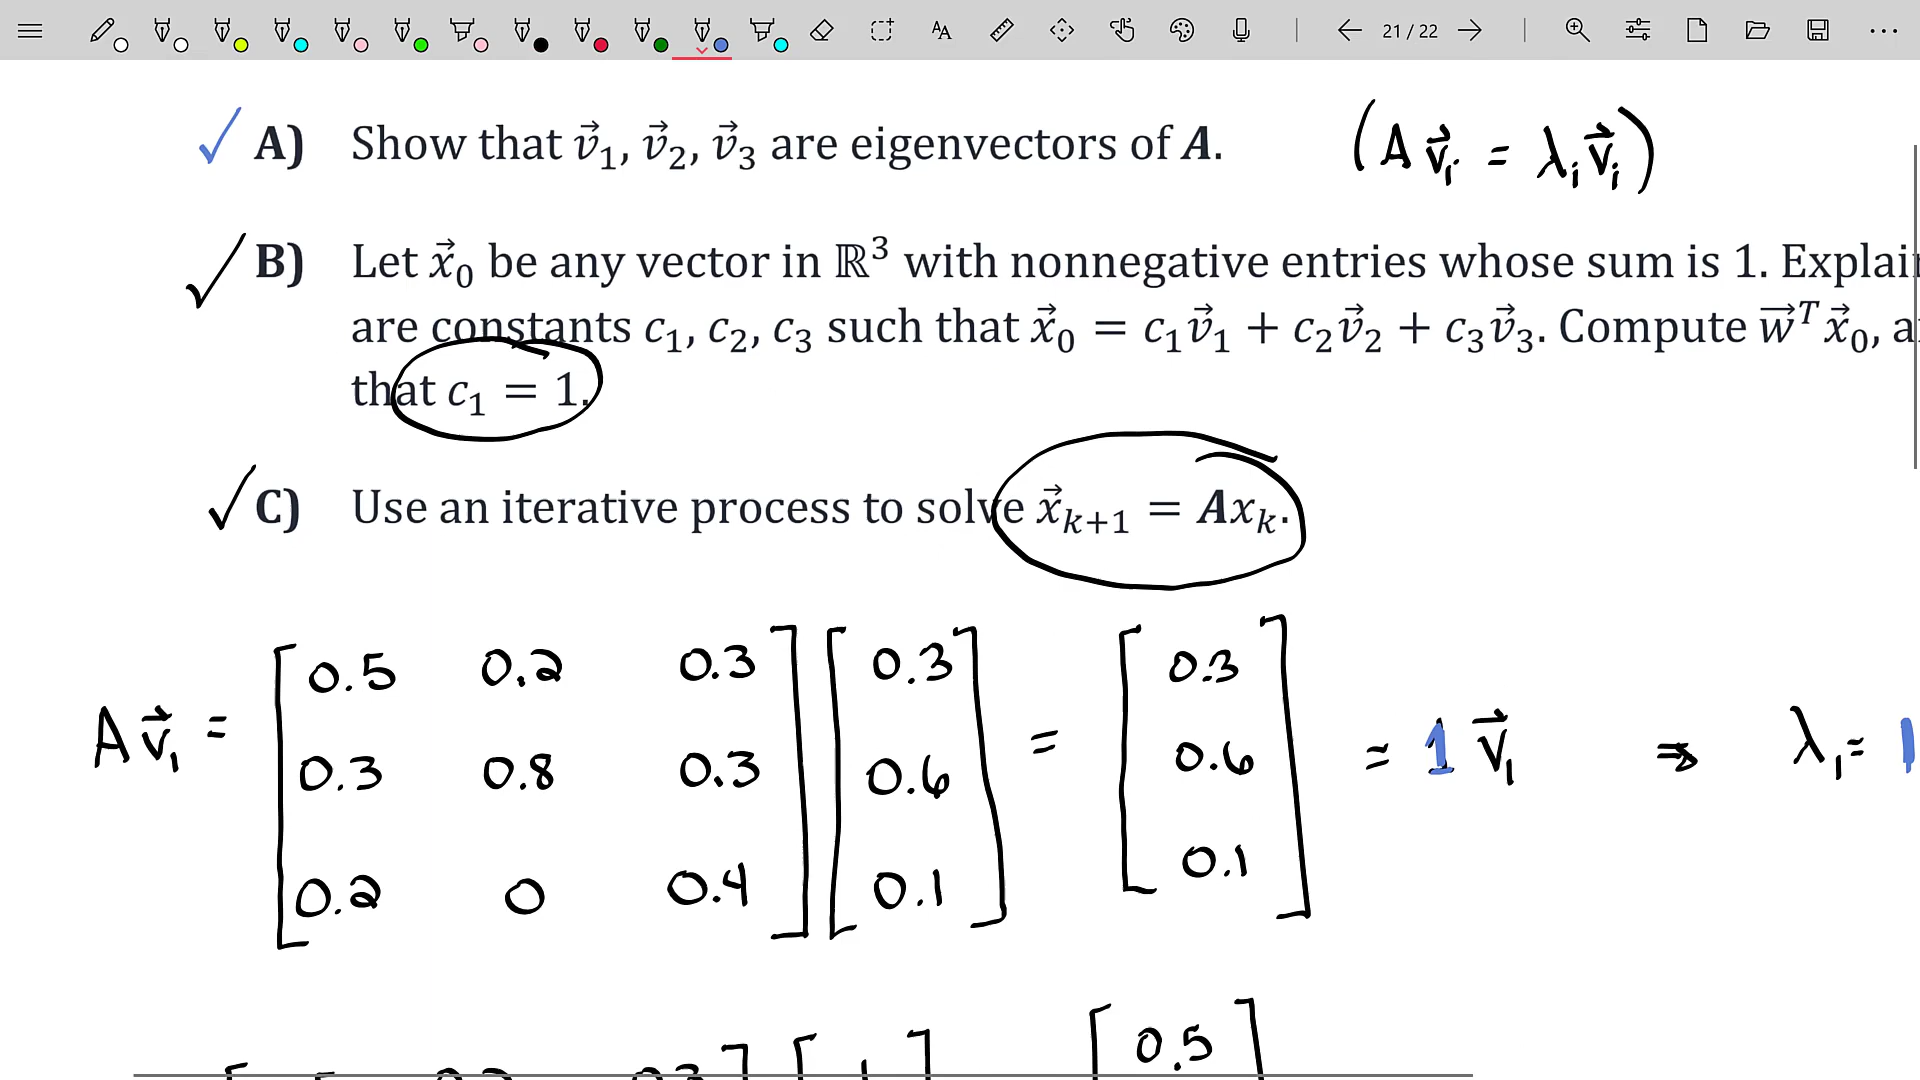 21 / 22
✓ A) Show that v⃗₁, v⃗₂, v⃗₃ are eigenvectors of A. (A v⃗ᵢ = λᵢ v⃗ᵢ)
✓ B) Let x⃗₀ be any vector in ℝ³ with nonnegative entries whose sum is 1. Explai
are constants c₁, c₂, c₃ such that x⃗₀ = c₁v⃗₁ + c₂v⃗₂ + c₃v⃗₃. Compute w⃗ᵀx⃗₀, a
that c₁ = 1.
✓ C) Use an iterative process to solve x⃗ₖ₊₁ = Axₖ.
0.5 0.2 0.3 0.3 0.3
A v⃗₁ = 0.3 0.8 0.3 0.6 = 0.6 = 1 v⃗₁ ⇒ λ₁ = 1
0.2 0 0.4 0.1 0.1
0.5